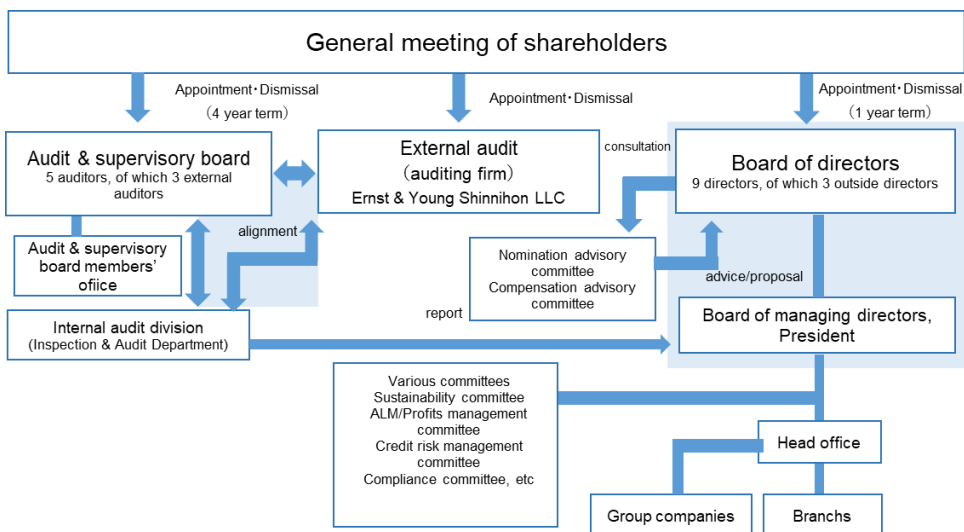 General meeting of shareholders
Appointment・Dismissal
(4 year term)
Appointment・Dismissal
Appointment・Dismissal
(1 year term)
Audit & supervisory board
5 auditors, of which 3 external
auditors
External audit
(auditing firm)
Ernst & Young Shinnihon LLC
consultation
Board of directors
9 directors, of which 3 outside directors
alignment
Audit & supervisory
board members’
ofiice
Nomination advisory
committee
Compensation advisory
committee
advice/proposal
report
Internal audit division
(Inspection & Audit Department)
Board of managing directors,
President
Various committees
Sustainability committee
ALM/Profits management
committee
Credit risk management
committee
Compliance committee, etc
Head office
Group companies
Branchs